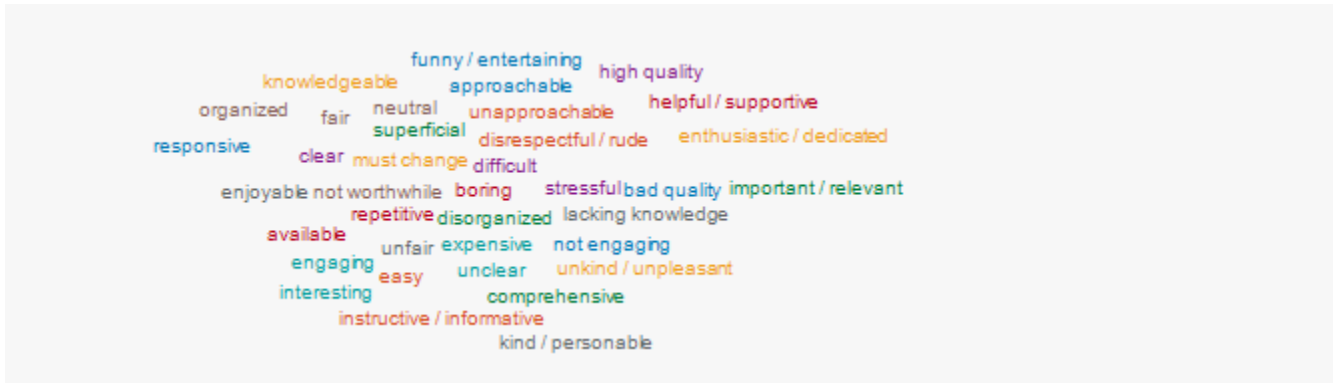 funny / entertaining
high quality
knowledgeable
approachable
helpful / supportive
organized
fair
neutral
unapproachable
superficial
disrespectful / rude
enthusiastic / dedicated
responsive
clear
must change
difficult
enjoyable
not worthwhile
boring
stressful
bad quality
important / relevant
repetitive
disorganized
lacking knowledge
available
unfair
expensive
not engaging
engaging
easy
unclear
unkind / unpleasant
interesting
comprehensive
instructive / informative
kind / personable